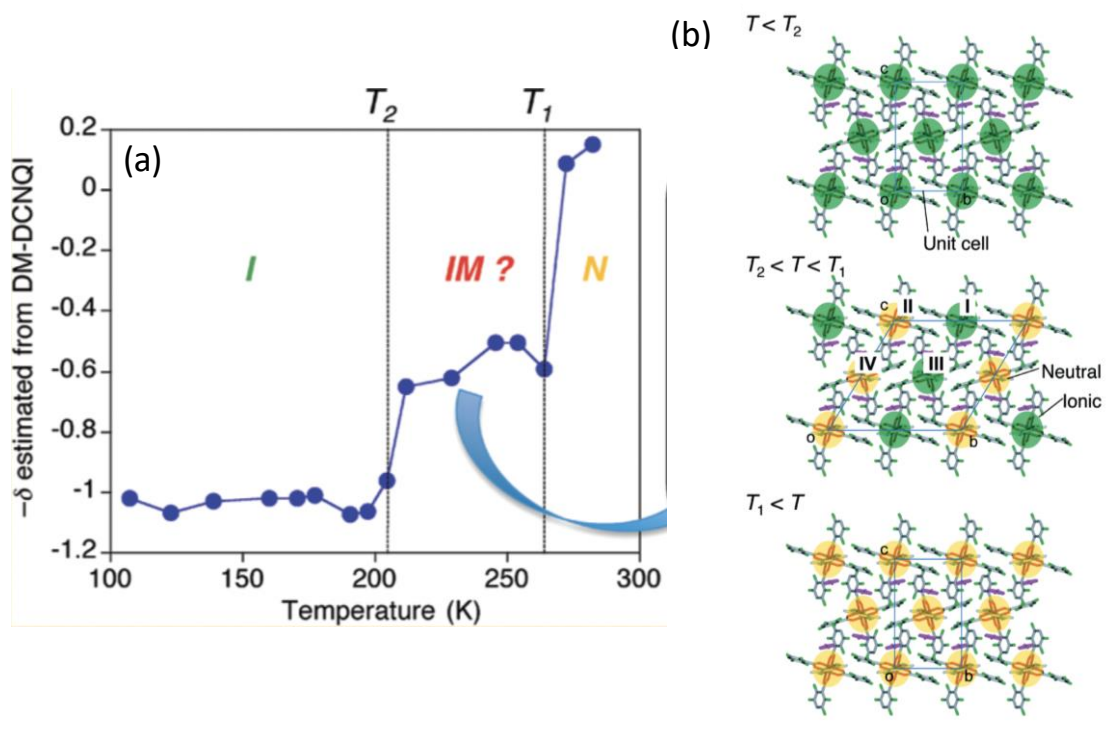 (a)
T2
T1
0.2
0
-0.2
-0.4
-0.6
-0.8
-1
-1.2
−δ estimated from DM-DCNQI
I
IM ?
N
100
150
200
250
300
Temperature (K)
(b)
T < T2
c
o
b
Unit cell
T2 < T < T1
c
II
I
IV
III
Neutral
Ionic
o
b
T1 < T
c
o
b